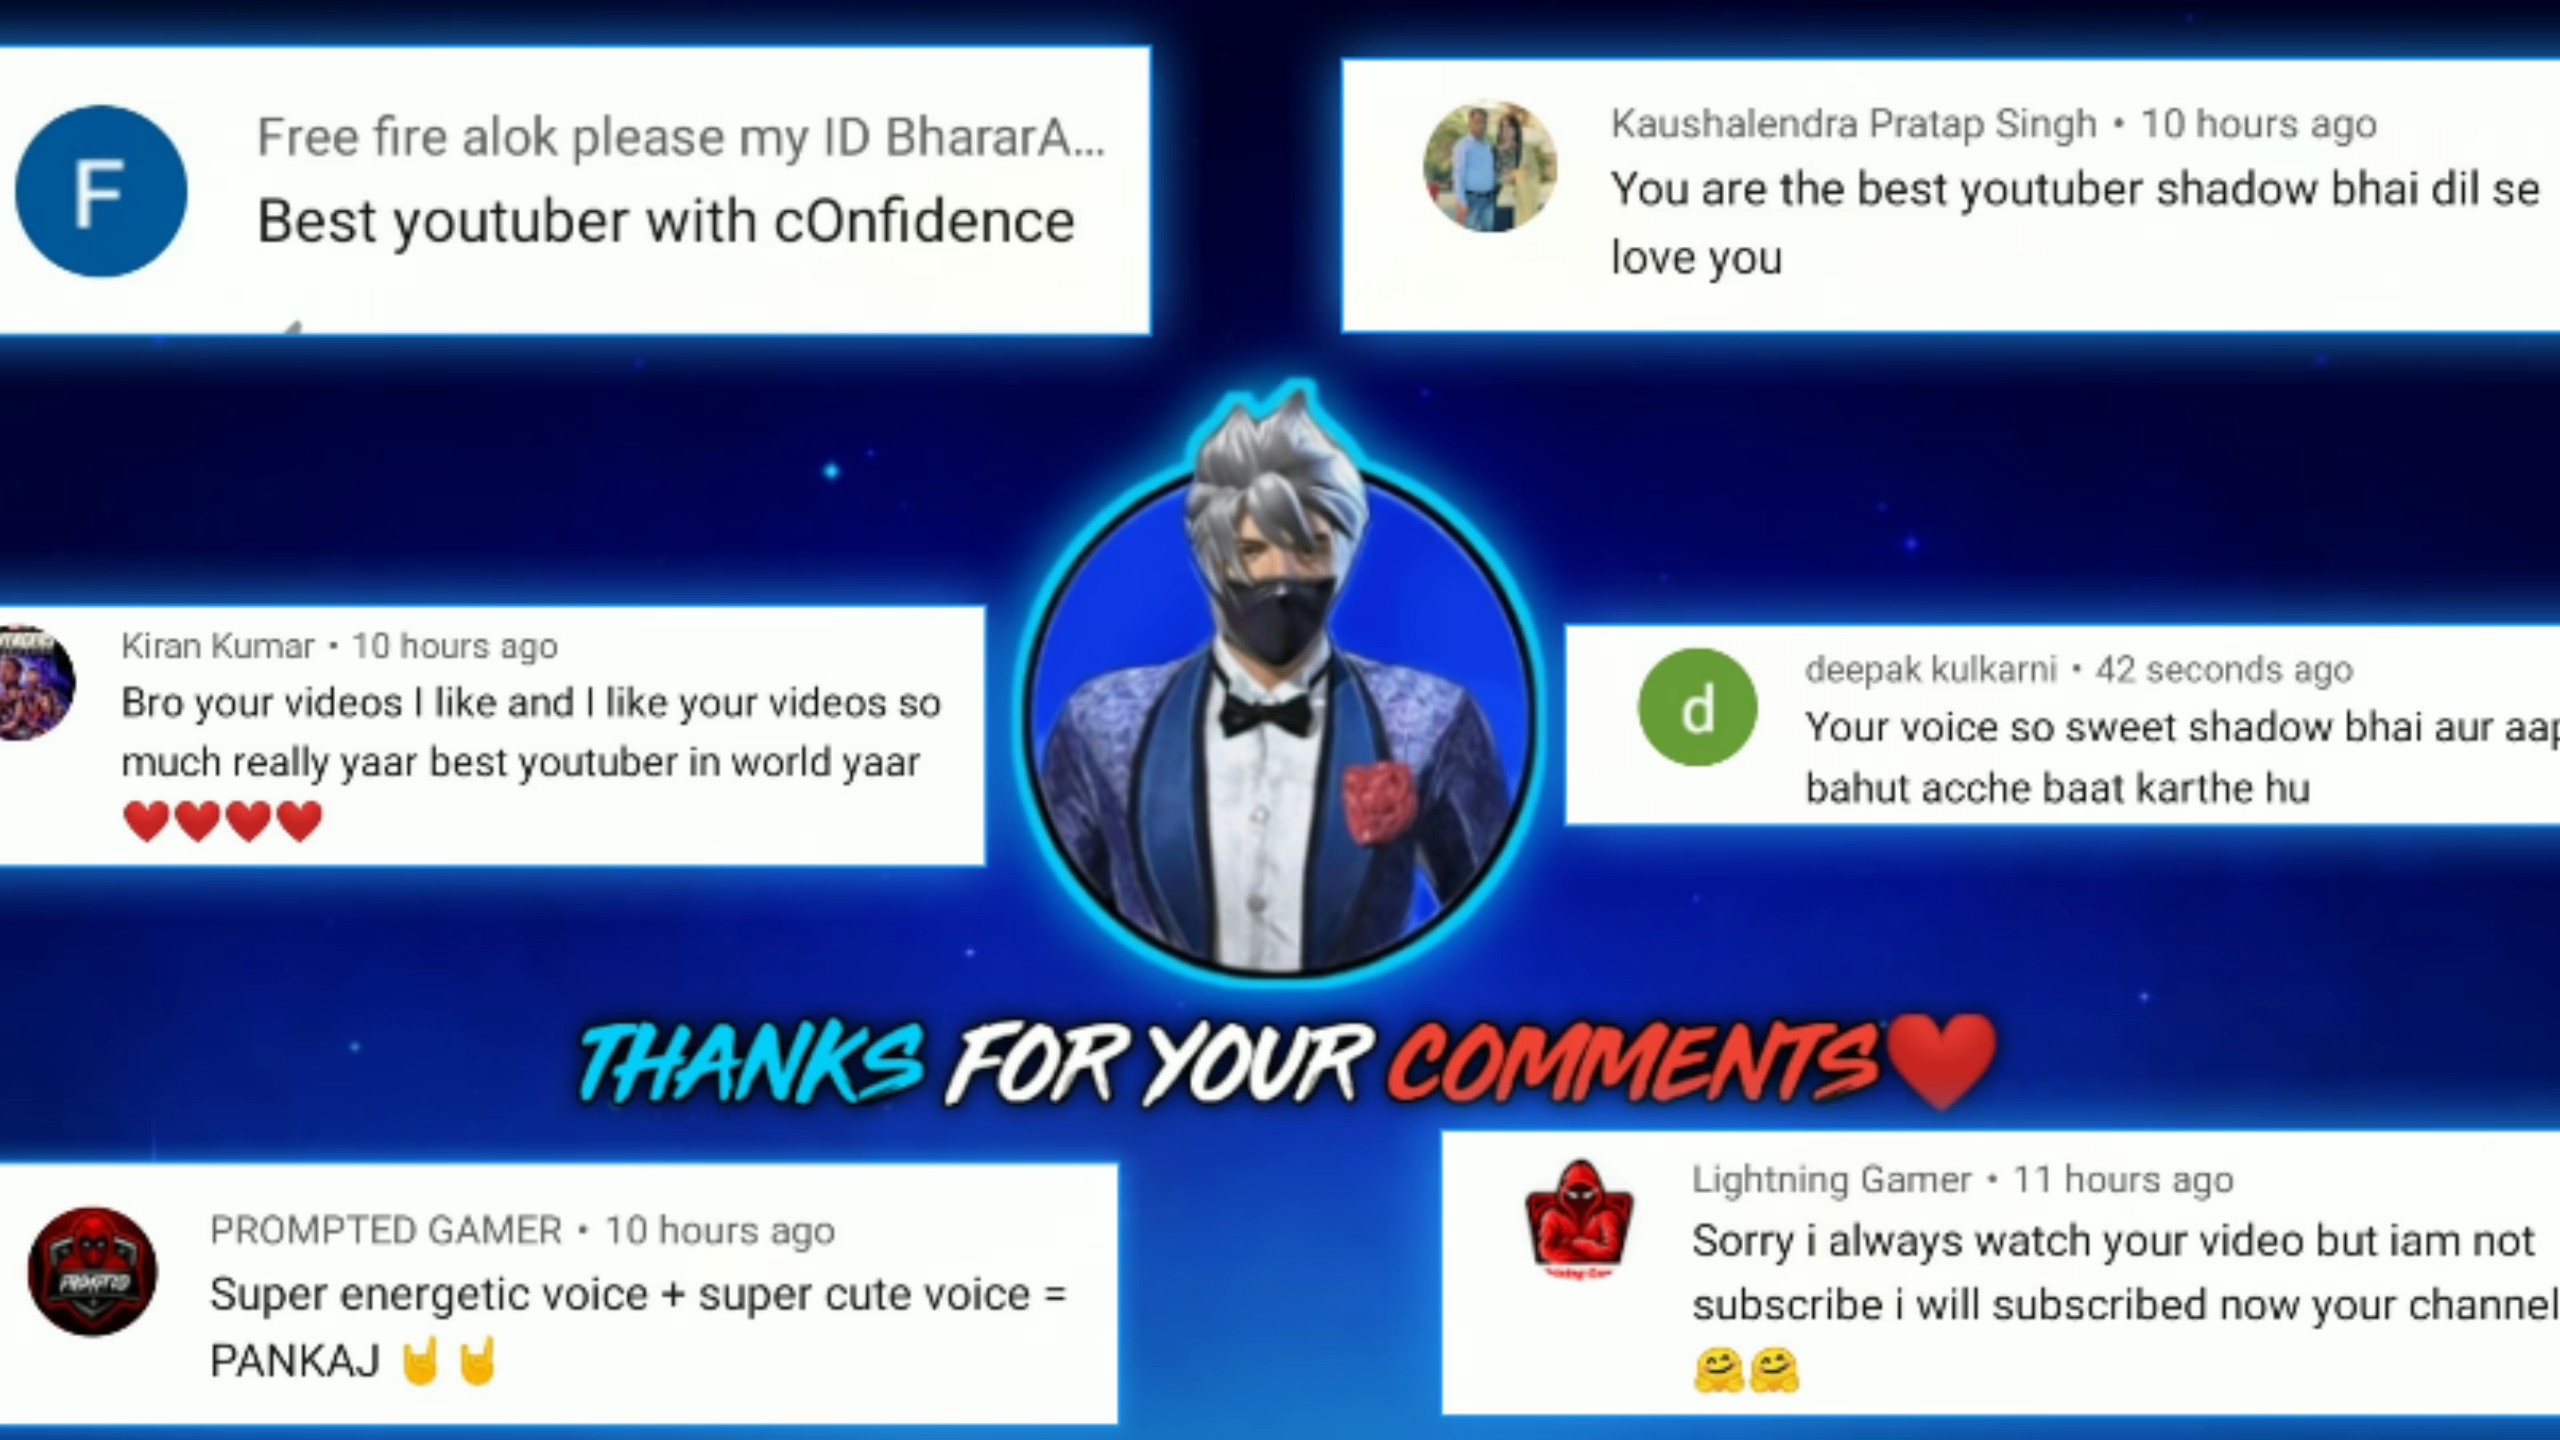 F
Free fire alok please my ID BhararA...
Best youtuber with cOnfidence
Kaushalendra Pratap Singh • 10 hours ago
You are the best youtuber shadow bhai dil se
love you
Kiran Kumar • 10 hours ago
Bro your videos I like and I like your videos so
much really yaar best youtuber in world yaar
❤️❤️❤️❤️
d
deepak kulkarni • 42 seconds ago
Your voice so sweet shadow bhai aur aap
bahut acche baat karthe hu
THANKS FOR YOUR COMMENTS❤️
PROMPTED
PROMPTED GAMER • 10 hours ago
Super energetic voice + super cute voice =
PANKAJ 🤘 🤘
Lightning Gamer • 11 hours ago
Sorry i always watch your video but iam not
subscribe i will subscribed now your channel
🤗🤗